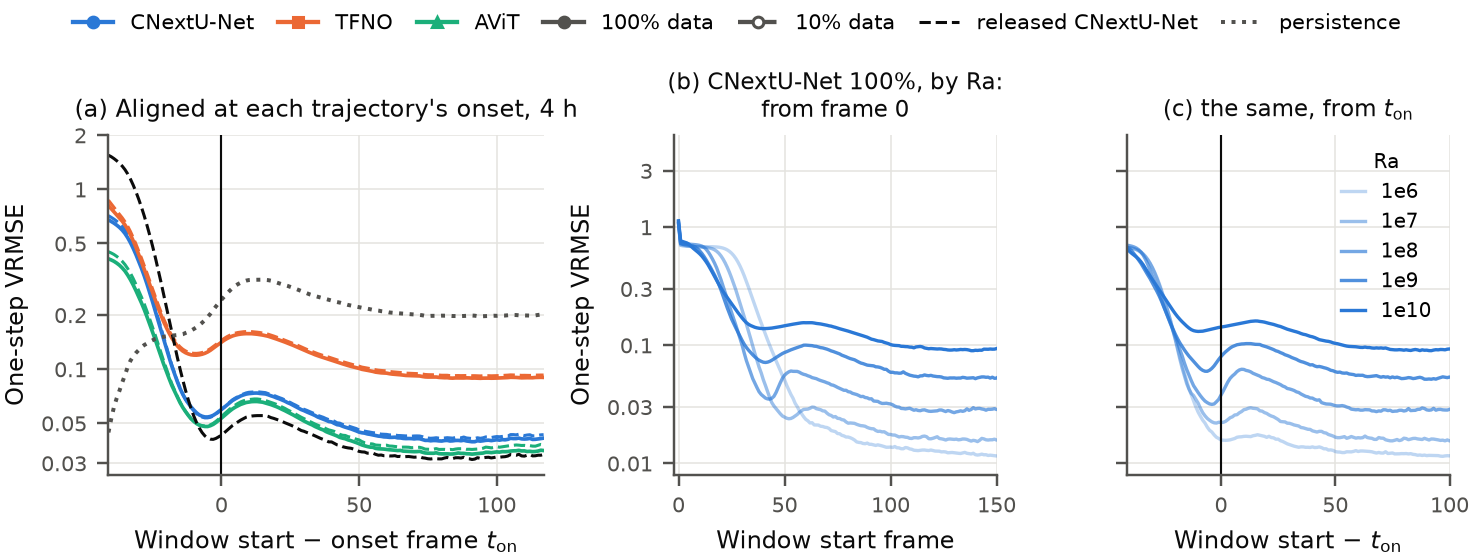 CNextU-Net TFNO AViT 100% data 10% data released CNextU-Net persistence
(a) Aligned at each trajectory's onset, 4 h
One-step VRMSE
2
1
0.5
0.2
0.1
0.05
0.03
0 50 100
Window start − onset frame t_on
(b) CNextU-Net 100%, by Ra:
from frame 0
One-step VRMSE
3
1
0.3
0.1
0.03
0.01
0 50 100 150
Window start frame
(c) the same, from t_on
Ra
1e6
1e7
1e8
1e9
1e10
0 50 100
Window start − t_on